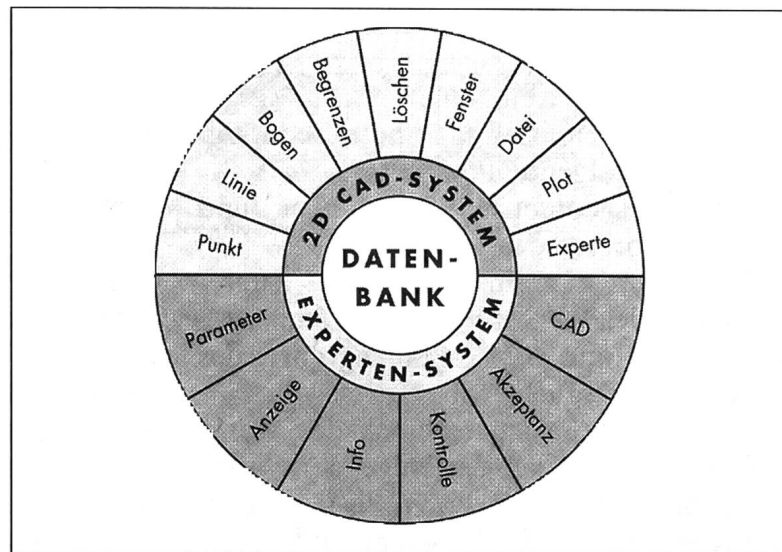 Punkt
Linie
Bogen
Begrenzen
Löschen
Fenster
Datei
Plot
Experte
2D CAD-SYSTEM
DATEN-
BANK
EXPERTEN-SYSTEM
Parameter
Anzeige
Info
Kontrolle
Akzeptanz
CAD